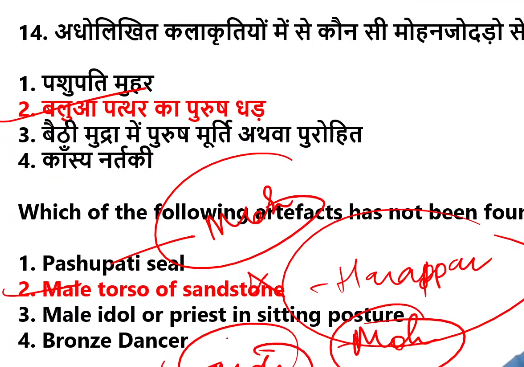 14. अधोलिखित कलाकृतियों में से कौन सी मोहनजोदड़ो से
1. पशुपति मुहर
2. बलुआ पत्थर का पुरुष धड़
3. बैठी मुद्रा में पुरुष मूर्ति अथवा पुरोहित
4. काँस्य नर्तकी
Which of the following artefacts has not been foun
1. Pashupati seal
2. Male torso of sandstone
3. Male idol or priest in sitting posture
4. Bronze Dancer
Harappan
Moh